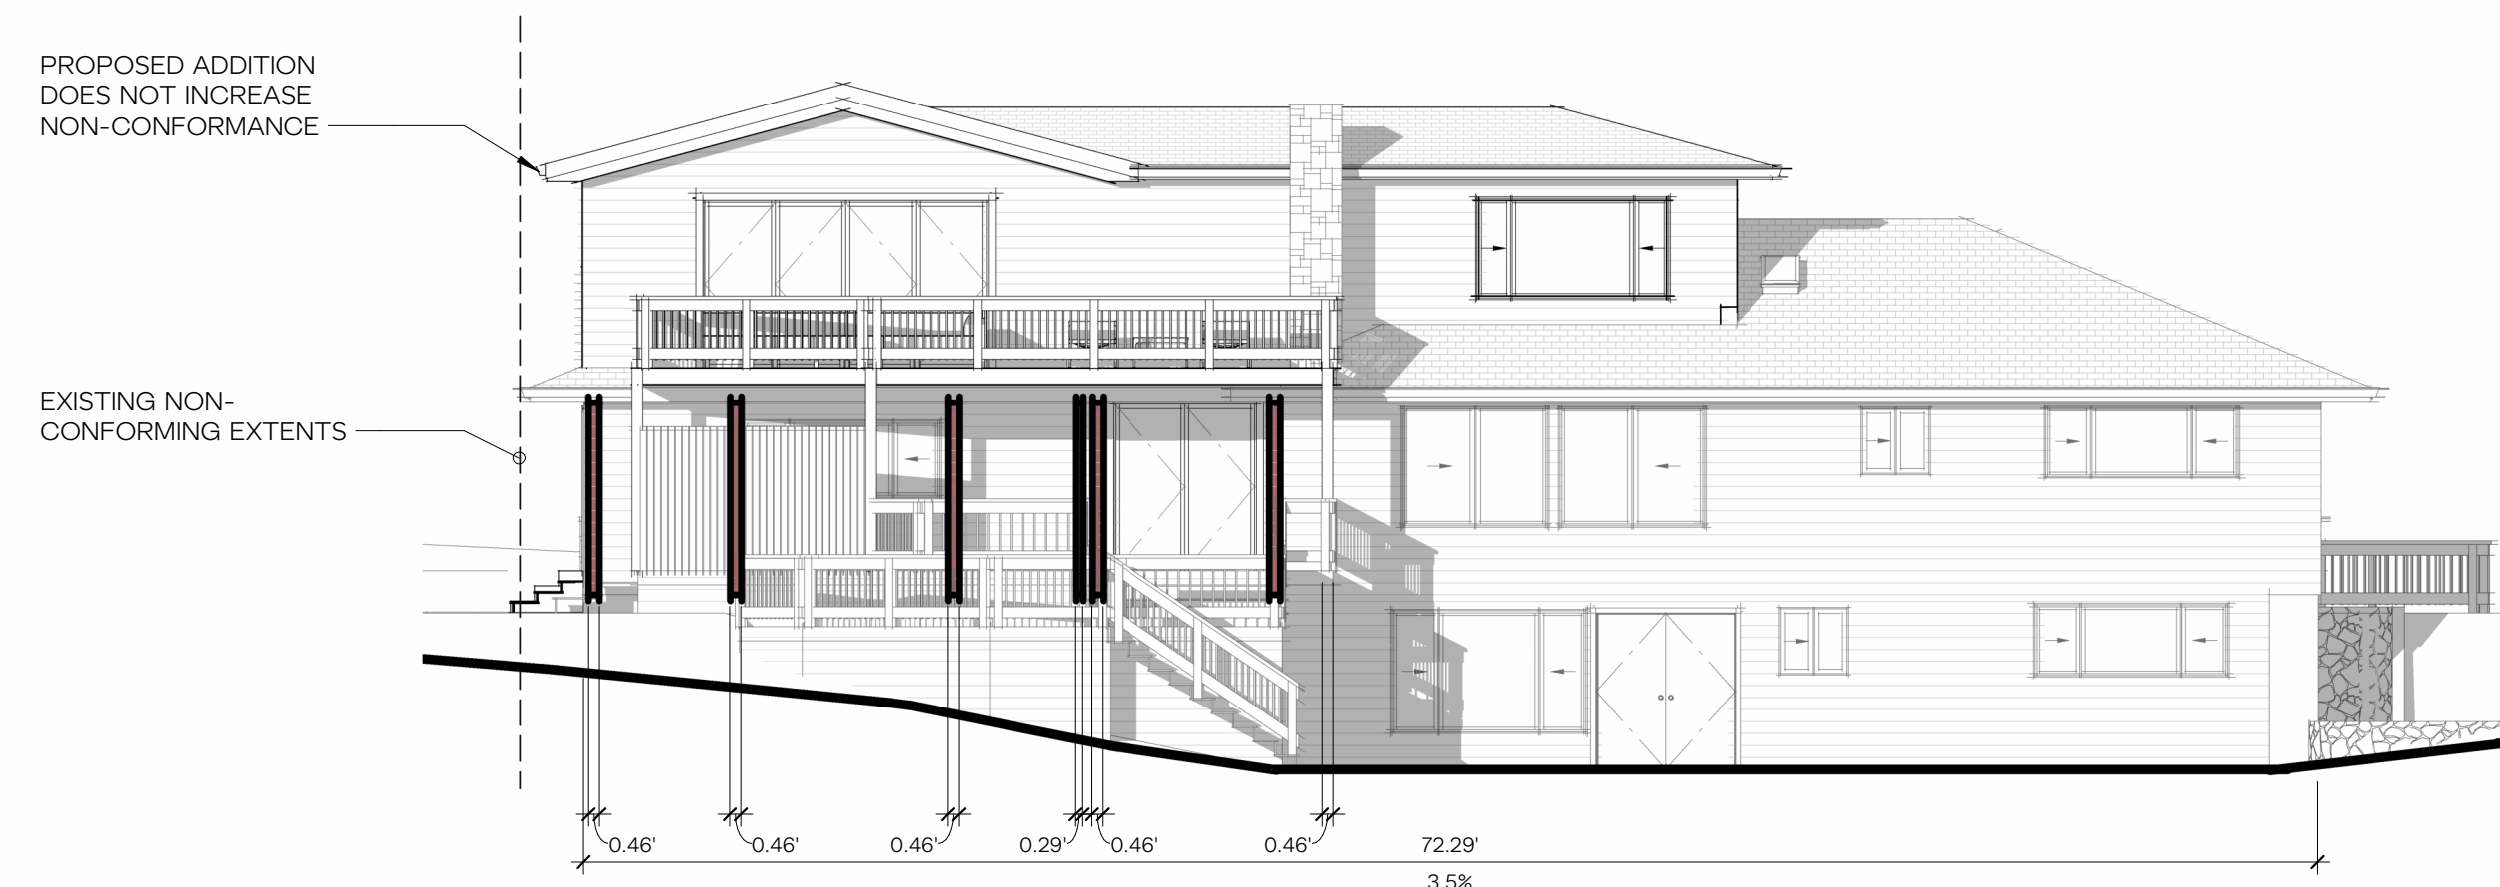 PROPOSED ADDITION
DOES NOT INCREASE
NON-CONFORMANCE
EXISTING NON-
CONFORMING EXTENTS
0.46' 0.46' 0.46' 0.29' 0.46' 0.46' 72.29'
3.5%